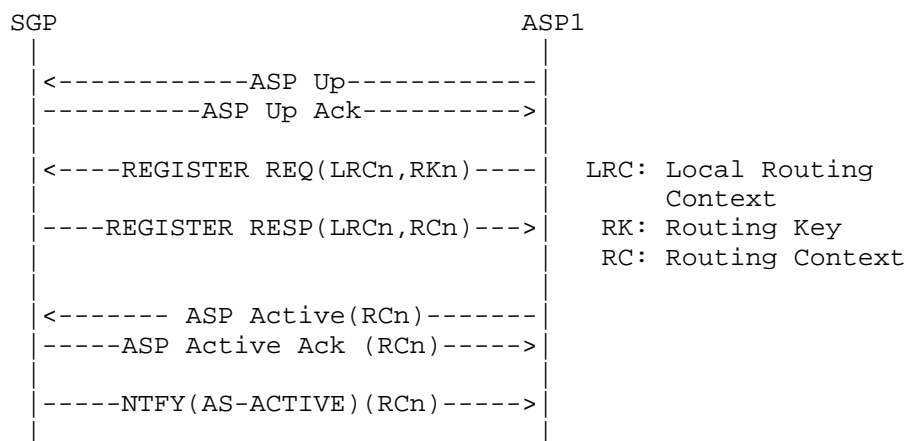 SGP                             ASP1
 |                               |
 |<------------ASP Up------------|
 |----------ASP Up Ack---------->|
 |                               |
 |<----REGISTER REQ(LRCn,RKn)----|  LRC: Local Routing
 |                               |       Context
 |----REGISTER RESP(LRCn,RCn)--->|   RK: Routing Key
 |                               |   RC: Routing Context
 |                               |
 |<------- ASP Active(RCn)-------|
 |-----ASP Active Ack (RCn)----->|
 |                               |
 |-----NTFY(AS-ACTIVE)(RCn)----->|
 |                               |